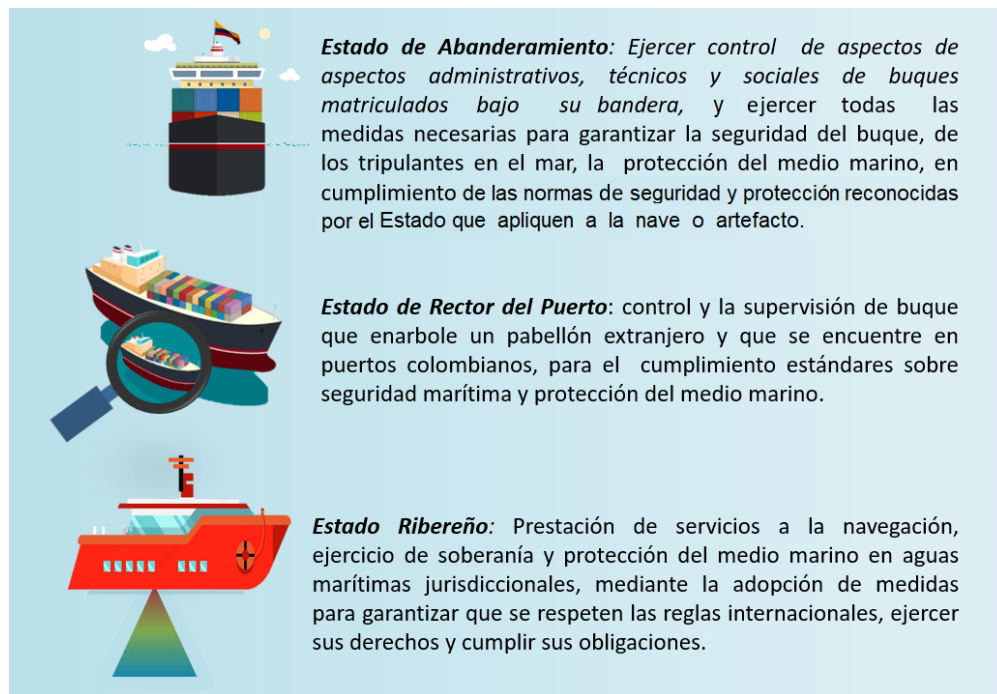 Estado de Abanderamiento: Ejercer control de aspectos de
aspectos administrativos, técnicos y sociales de buques
matriculados bajo su bandera, y ejercer todas las
medidas necesarias para garantizar la seguridad del buque, de
los tripulantes en el mar, la protección del medio marino, en
cumplimiento de las normas de seguridad y protección reconocidas
por el Estado que apliquen a la nave o artefacto.
Estado de Rector del Puerto: control y la supervisión de buque
que enarbole un pabellón extranjero y que se encuentre en
puertos colombianos, para el cumplimiento estándares sobre
seguridad marítima y protección del medio marino.
Estado Ribereño: Prestación de servicios a la navegación,
ejercicio de soberanía y protección del medio marino en aguas
marítimas jurisdiccionales, mediante la adopción de medidas
para garantizar que se respeten las reglas internacionales, ejercer
sus derechos y cumplir sus obligaciones.